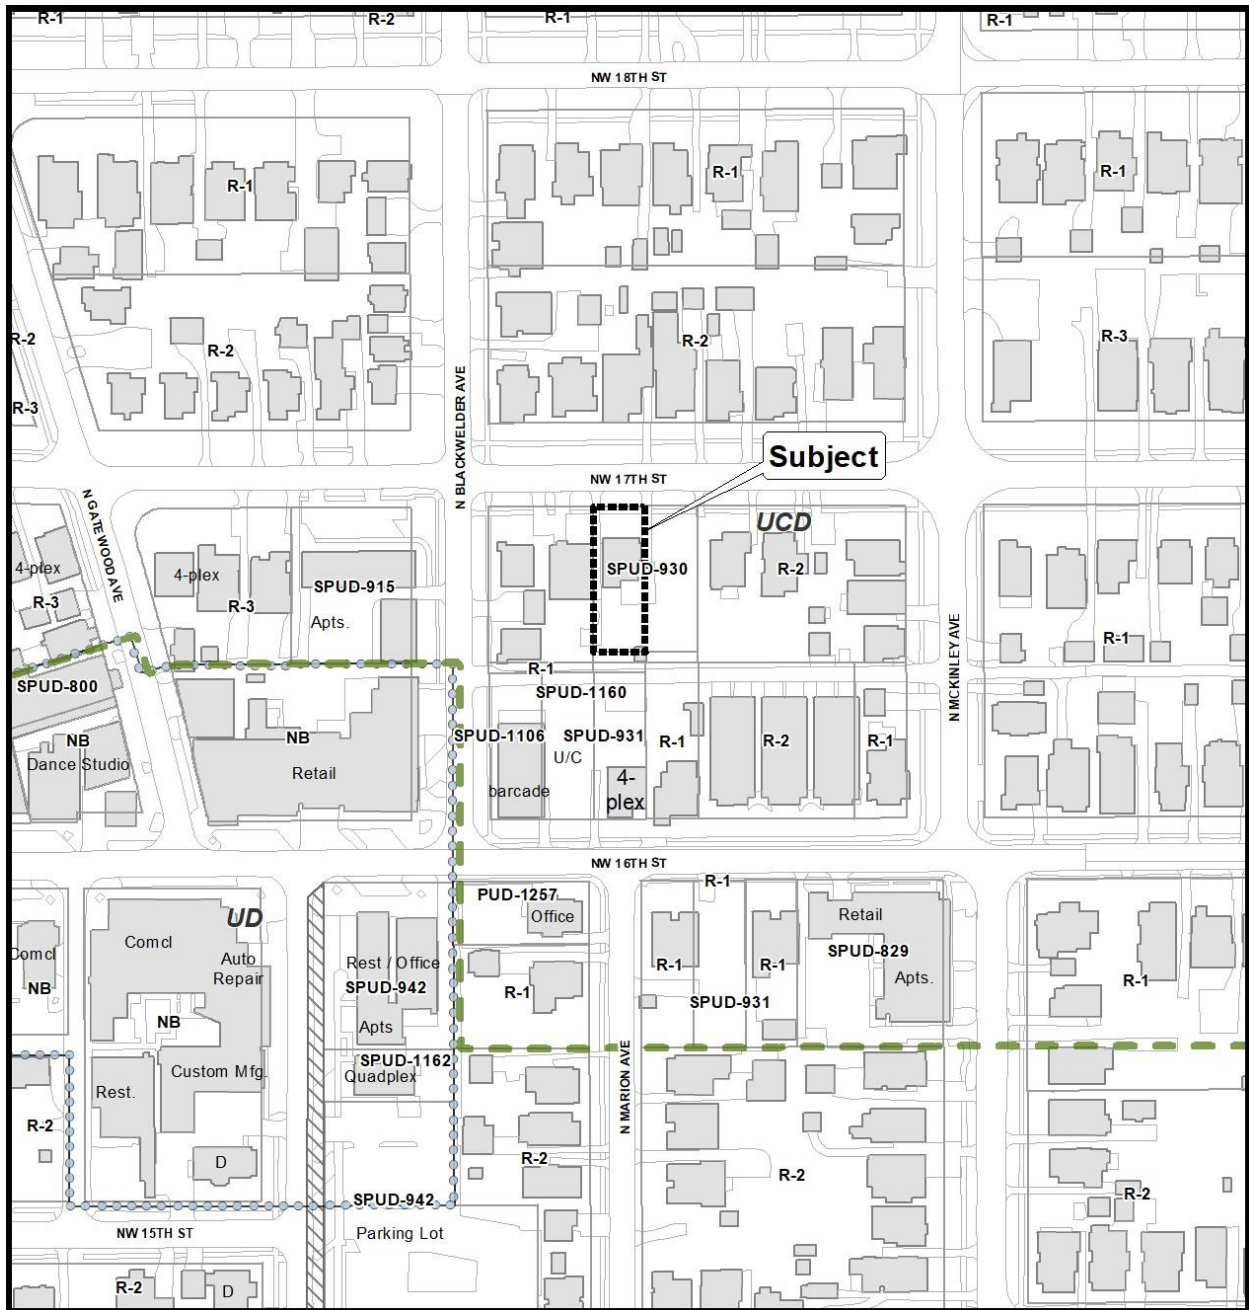 R-1
R-2
R-1
R-1
NW 18TH ST
R-1
R-1
R-1
R-2
R-2
R-2
R-3
R-3
N BLACKWELDER AVE
Subject
NW 17TH ST
N GATEWOOD AVE
UCD
4-plex
4-plex
SPUD-915
SPUD-930
R-2
R-3
R-3
Apts.
R-1
N MCKINLEY AVE
R-1
SPUD-800
SPUD-1160
NB
NB
SPUD-1106
SPUD-931
R-1
R-2
R-1
Dance Studio
Retail
U/C
barcade
4-
plex
NW 16TH ST
R-1
PUD-1257
Office
Retail
UD
Comcl
Comcl
Auto
Repair
Rest / Office
SPUD-942
R-1
R-1
R-1
SPUD-829
Apts.
R-1
NB
SPUD-931
NB
Apts
SPUD-1162
Quadplex
Custom Mfg.
Rest.
N MARION AVE
R-2
D
R-2
R-2
R-2
SPUD-942
NW 15TH ST
Parking Lot
R-2
D